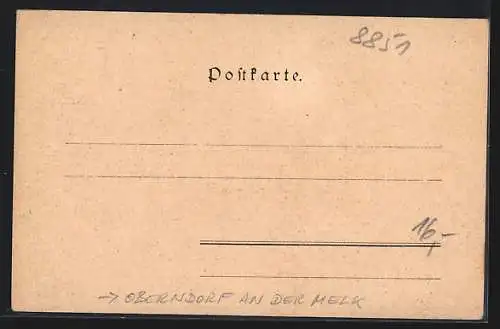 8851
Postkarte.
16,-
→ OBERNDORF AN DER MELK